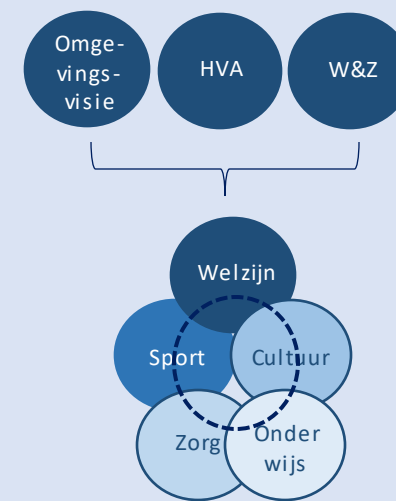 Omge-
vings-
visie
HVA
W&Z
Welzijn
Sport
Cultuur
Zorg
Onder
wijs